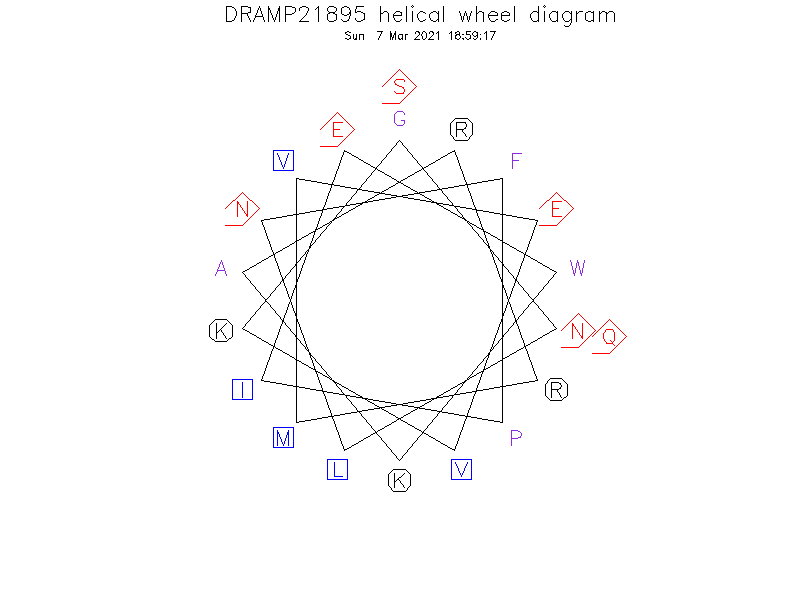 DRAMP21895 helical wheel diagram
Sun 7 Mar 2021 18:59:17
S
G
E R
V F
N E
A W
K N Q
I R
M P
L V
K